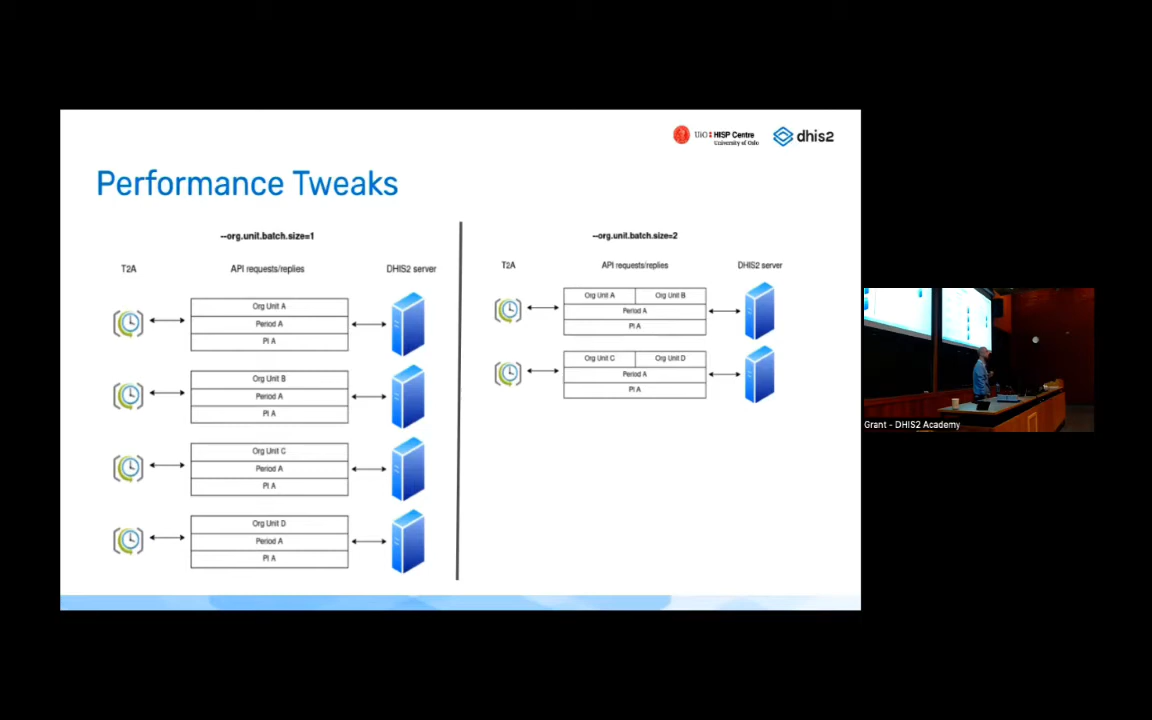 UiO HISP Centre
University of Oslo
dhis2
Performance Tweaks
--org.unit.batch.size=1
T2A
API requests/replies
DHIS2 server
Org Unit A
Period A
PI A
Org Unit B
Period A
PI A
Org Unit C
Period A
PI A
Org Unit D
Period A
PI A
--org.unit.batch.size=2
T2A
API requests/replies
DHIS2 server
Org Unit A
Org Unit B
Period A
PI A
Org Unit C
Org Unit D
Period A
PI A
Grant - DHIS2 Academy